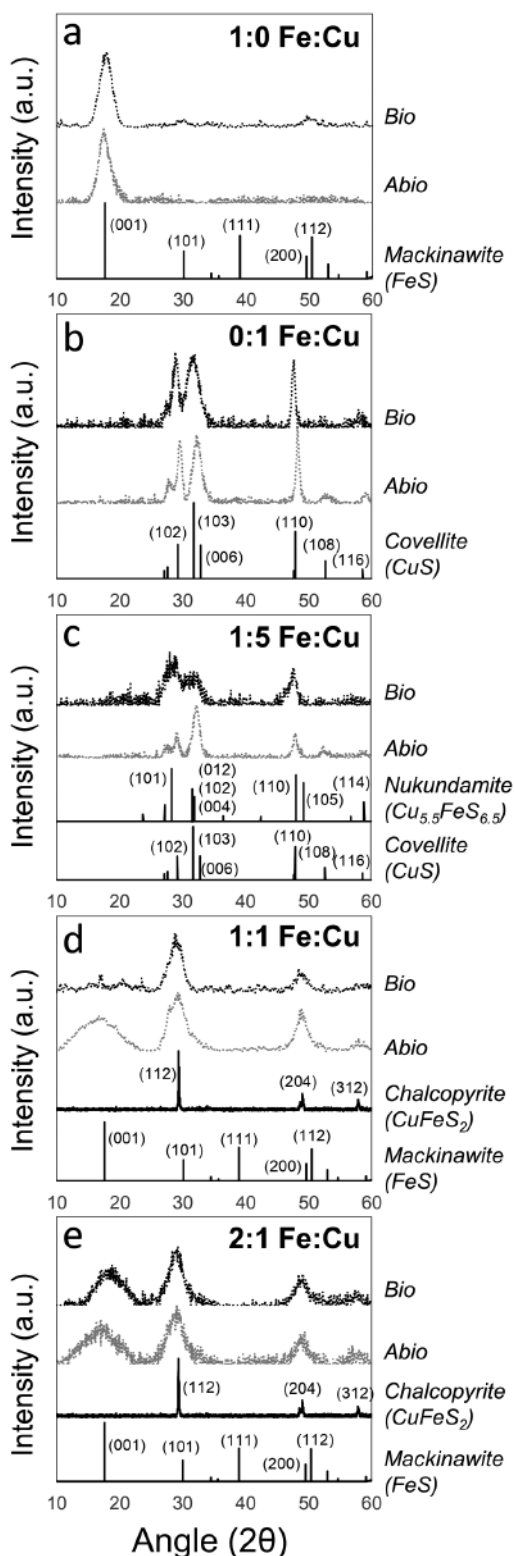 a 1:0 Fe:Cu
Intensity (a.u.)
Bio
Abio
(001)
(101)
(111)
(200)
(112)
Mackinawite
(FeS)
10 20 30 40 50 60
b 0:1 Fe:Cu
Intensity (a.u.)
Bio
Abio
(102)
(103)
(006)
(110)
(108)
(116)
Covellite
(CuS)
10 20 30 40 50 60
c 1:5 Fe:Cu
Intensity (a.u.)
Bio
Abio
(101)
(012)
(102)
(004)
(110)
(105)
(114)
Nukundamite
(Cu5.5FeS6.5)
(102)
(103)
(006)
(110)
(108)
(116)
Covellite
(CuS)
10 20 30 40 50 60
d 1:1 Fe:Cu
Intensity (a.u.)
Bio
Abio
(112)
(204)
(312)
Chalcopyrite
(CuFeS2)
(001)
(101)
(111)
(200)
(112)
Mackinawite
(FeS)
10 20 30 40 50 60
e 2:1 Fe:Cu
Intensity (a.u.)
Bio
Abio
(112)
(204)
(312)
Chalcopyrite
(CuFeS2)
(001)
(101)
(111)
(200)
(112)
Mackinawite
(FeS)
10 20 30 40 50 60
Angle (2θ)